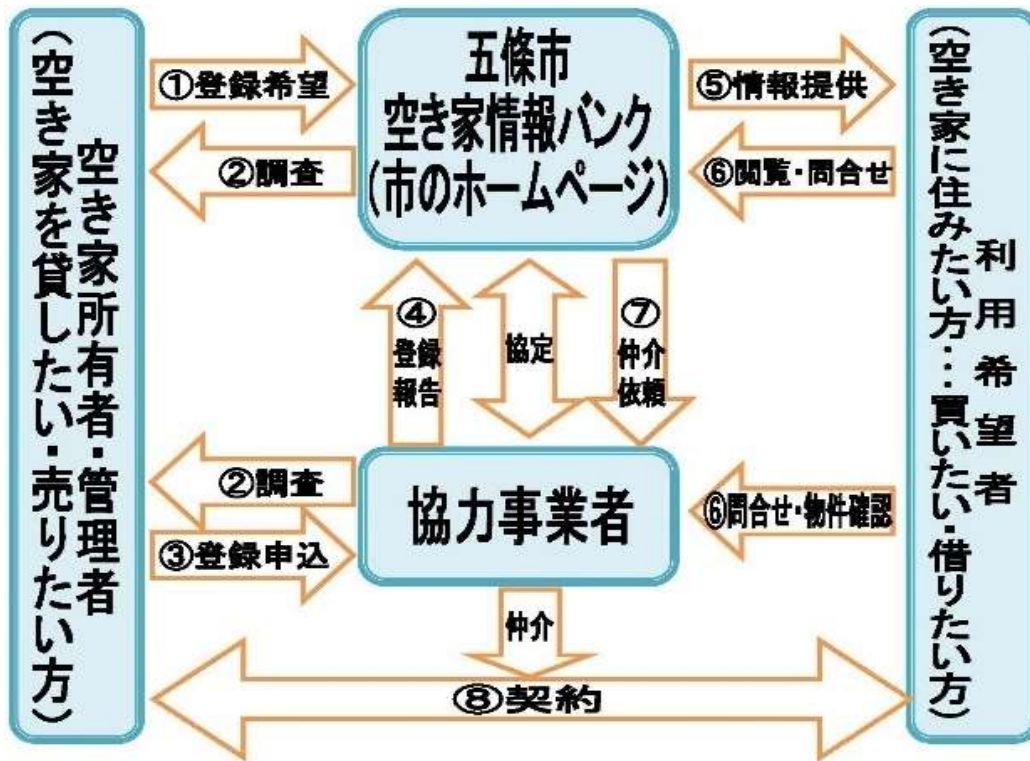 空き家所有者・管理者
（空き家を貸したい・売りたい方）
①登録希望
②調査
五條市
空き家情報バンク
(市のホームページ)
⑤情報提供
⑥閲覧・問合せ
利用希望者
（空き家に住みたい方…買いたい・借りたい方）
④
登録
報告
協定
⑦
仲介
依頼
②調査
③登録申込
協力事業者
⑥問合せ・物件確認
仲介
⑧契約